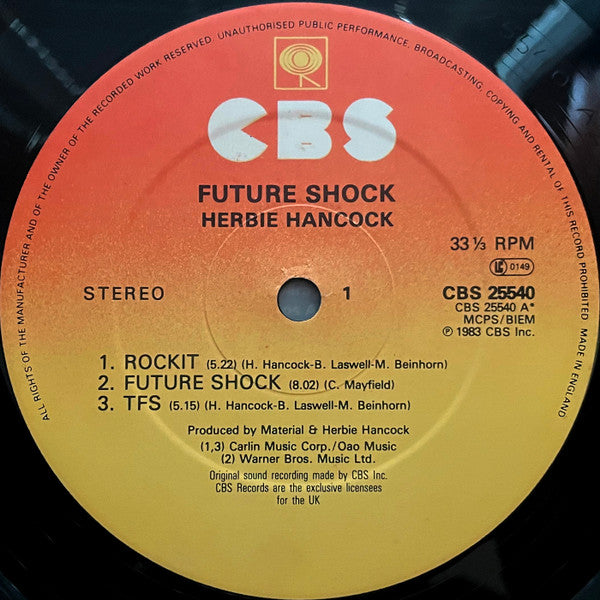 ALL RIGHTS OF THE MANUFACTURER AND OF THE OWNER OF THE RECORDED WORK RESERVED. UNAUTHORISED PUBLIC PERFORMANCE, BROADCASTING, COPYING AND RENTAL OF THIS RECORD PROHIBITED MADE IN ENGLAND
CBS
FUTURE SHOCK
HERBIE HANCOCK
33⅓ RPM
LC 0149
STEREO
1
CBS 25540
CBS 25540 A*
MCPS/BIEM
℗ 1983 CBS Inc.
1. ROCKIT (5.22) (H. Hancock-B. Laswell-M. Beinhorn)
2. FUTURE SHOCK (8.02) (C. Mayfield)
3. TFS (5.15) (H. Hancock-B. Laswell-M. Beinhorn)
Produced by Material & Herbie Hancock
(1,3) Carlin Music Corp./Oao Music
(2) Warner Bros. Music Ltd.
Original sound recording made by CBS Inc.
CBS Records are the exclusive licensees
for the UK